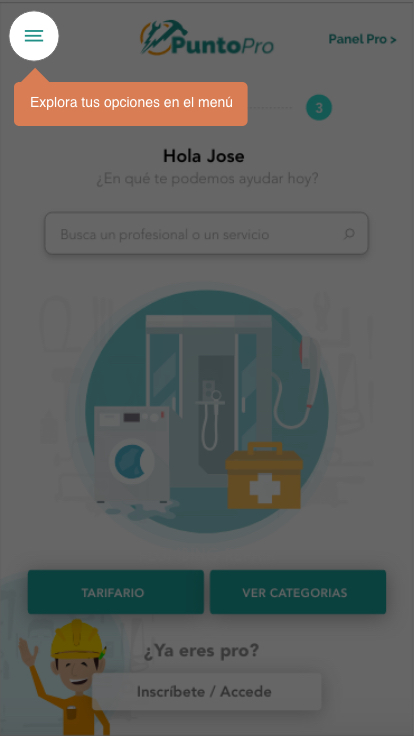 PuntoPro
Panel Pro >
Explora tus opciones en el menú
3
Hola Jose
¿En qué te podemos ayudar hoy?
Busca un profesional o un servicio
TARIFARIO
VER CATEGORIAS
¿Ya eres pro?
Inscríbete / Accede